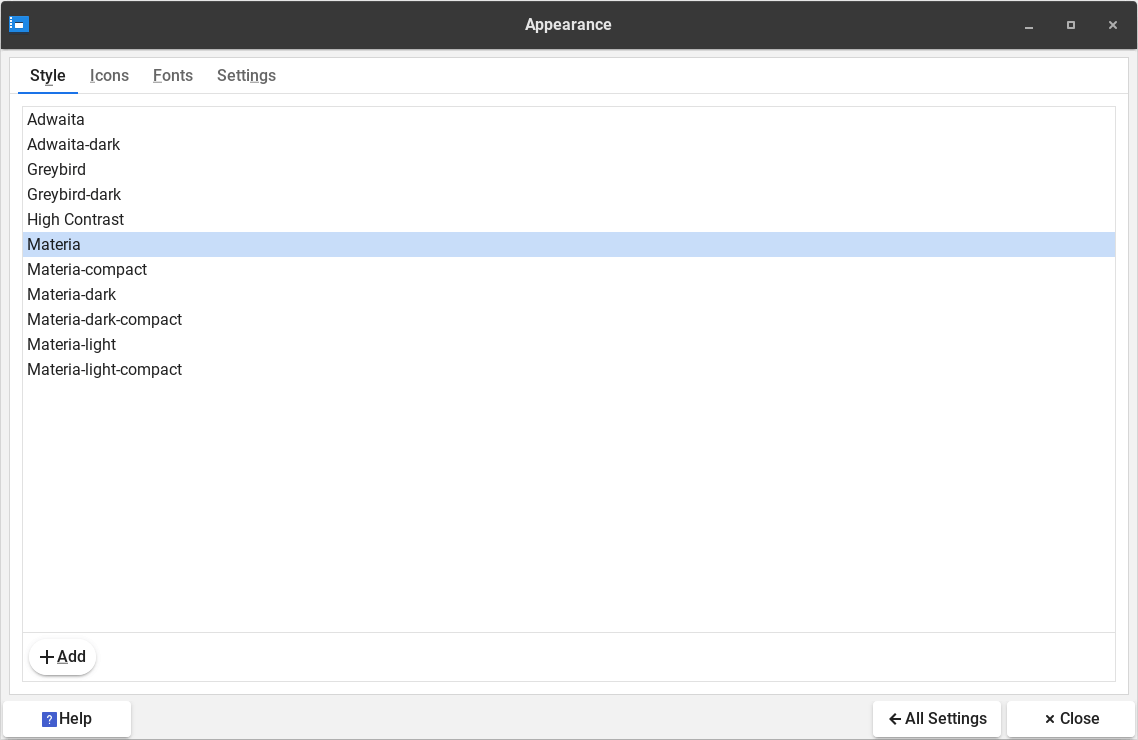 Appearance
Style Icons Fonts Settings
Adwaita
Adwaita-dark
Greybird
Greybird-dark
High Contrast
Materia
Materia-compact
Materia-dark
Materia-dark-compact
Materia-light
Materia-light-compact
Add
? Help All Settings Close